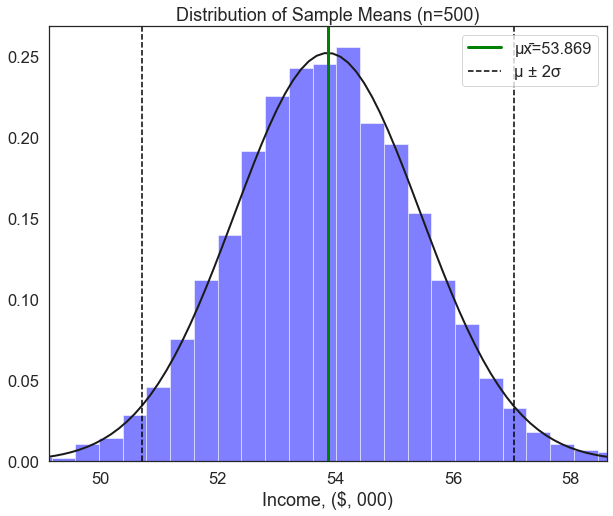 Distribution of Sample Means (n=500)
μx̄=53.869
μ ± 2σ
0.25
0.20
0.15
0.10
0.05
0.00
50
52
54
56
58
Income, ($, 000)